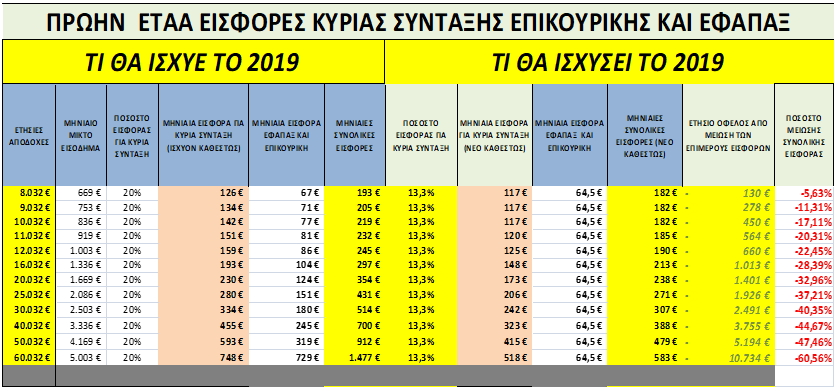 ΠΡΩΗΝ ΕΤΑΑ ΕΙΣΦΟΡΕΣ ΚΥΡΙΑΣ ΣΥΝΤΑΞΗΣ ΕΠΙΚΟΥΡΙΚΗΣ ΚΑΙ ΕΦΑΠΑΞ
ΤΙ ΘΑ ΙΣΧΥΕ ΤΟ 2019 ΤΙ ΘΑ ΙΣΧΥΣΕΙ ΤΟ 2019
ΕΤΗΣΙΕΣ ΑΠΟΔΟΧΕΣ
ΜΗΝΙΑΙΟ ΜΙΚΤΟ ΕΙΣΟΔΗΜΑ
ΠΟΣΟΣΤΟ ΕΙΣΦΟΡΑΣ ΓΙΑ ΚΥΡΙΑ ΣΥΝΤΑΞΗ
ΜΗΝΙΑΙΑ ΕΙΣΦΟΡΑ ΓΙΑ ΚΥΡΙΑ ΣΥΝΤΑΞΗ (ΙΣΧΥΟΝ ΚΑΘΕΣΤΩΣ)
ΜΗΝΙΑΙΑ ΕΙΣΦΟΡΑ ΕΦΑΠΑΞ ΚΑΙ ΕΠΙΚΟΥΡΙΚΗ
ΜΗΝΙΑΙΕΣ ΣΥΝΟΛΙΚΕΣ ΕΙΣΦΟΡΕΣ
ΠΟΣΟΣΤΟ ΕΙΣΦΟΡΑΣ ΓΙΑ ΚΥΡΙΑ ΣΥΝΤΑΞΗ
ΜΗΝΙΑΙΑ ΕΙΣΦΟΡΑ ΓΙΑ ΚΥΡΙΑ ΣΥΝΤΑΞΗ (ΝΕΟ ΚΑΘΕΣΤΩΣ)
ΜΗΝΙΑΙΑ ΕΙΣΦΟΡΑ ΕΦΑΠΑΞ ΚΑΙ ΕΠΙΚΟΥΡΙΚΗ
ΜΗΝΙΑΙΕΣ ΣΥΝΟΛΙΚΕΣ ΕΙΣΦΟΡΕΣ (ΝΕΟ ΚΑΘΕΣΤΩΣ)
ΕΤΗΣΙΟ ΟΦΕΛΟΣ ΑΠΟ ΜΕΙΩΣΗ ΤΩΝ ΕΠΙΜΕΡΟΥΣ ΕΙΣΦΟΡΩΝ
ΠΟΣΟΣΤΟ ΜΕΙΩΣΗΣ ΣΥΝΟΛΙΚΗΣ ΕΙΣΦΟΡΑΣ
8.032 € 669 € 20% 126 € 67 € 193 € 13,3% 117 € 64,5 € 182 € - 130 € -5,63%
9.032 € 753 € 20% 134 € 71 € 205 € 13,3% 117 € 64,5 € 182 € - 278 € -11,31%
10.032 € 836 € 20% 142 € 77 € 219 € 13,3% 117 € 64,5 € 182 € - 450 € -17,11%
11.032 € 919 € 20% 151 € 81 € 232 € 13,3% 120 € 64,5 € 185 € - 564 € -20,31%
12.032 € 1.003 € 20% 159 € 86 € 245 € 13,3% 125 € 64,5 € 190 € - 660 € -22,45%
16.032 € 1.336 € 20% 193 € 104 € 297 € 13,3% 148 € 64,5 € 213 € - 1.013 € -28,39%
20.032 € 1.669 € 20% 230 € 124 € 354 € 13,3% 173 € 64,5 € 238 € - 1.401 € -32,96%
25.032 € 2.086 € 20% 280 € 151 € 431 € 13,3% 206 € 64,5 € 271 € - 1.926 € -37,21%
30.032 € 2.503 € 20% 334 € 180 € 514 € 13,3% 242 € 64,5 € 307 € - 2.491 € -40,35%
40.032 € 3.336 € 20% 455 € 245 € 700 € 13,3% 323 € 64,5 € 388 € - 3.755 € -44,67%
50.032 € 4.169 € 20% 593 € 319 € 912 € 13,3% 415 € 64,5 € 479 € - 5.194 € -47,46%
60.032 € 5.003 € 20% 748 € 729 € 1.477 € 13,3% 518 € 64,5 € 583 € - 10.734 € -60,56%